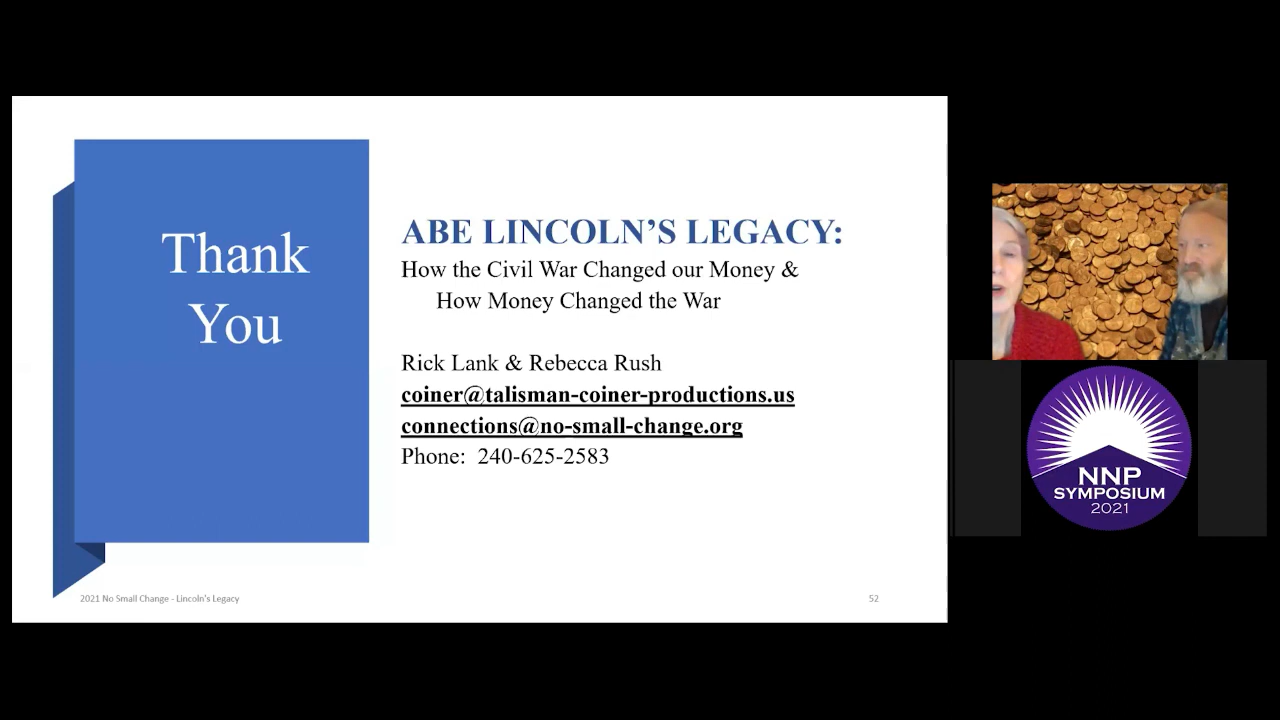 Thank
You
ABE LINCOLN’S LEGACY:
How the Civil War Changed our Money &
How Money Changed the War
Rick Lank & Rebecca Rush
coiner@talisman-coiner-productions.us
connections@no-small-change.org
Phone: 240-625-2583
2021 No Small Change - Lincoln's Legacy
52
NNP
SYMPOSIUM
2021